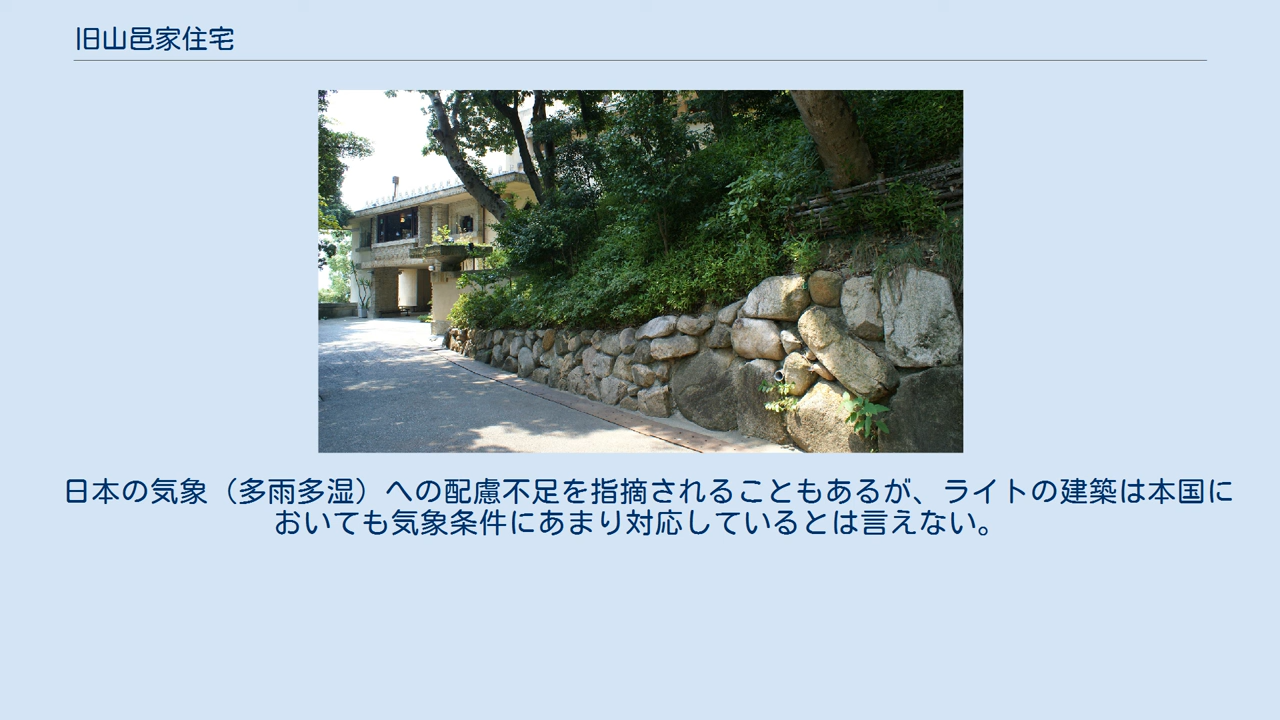 旧山邑家住宅
日本の気象（多雨多湿）への配慮不足を指摘されることもあるが、ライトの建築は本国に
おいても気象条件にあまり対応しているとは言えない。